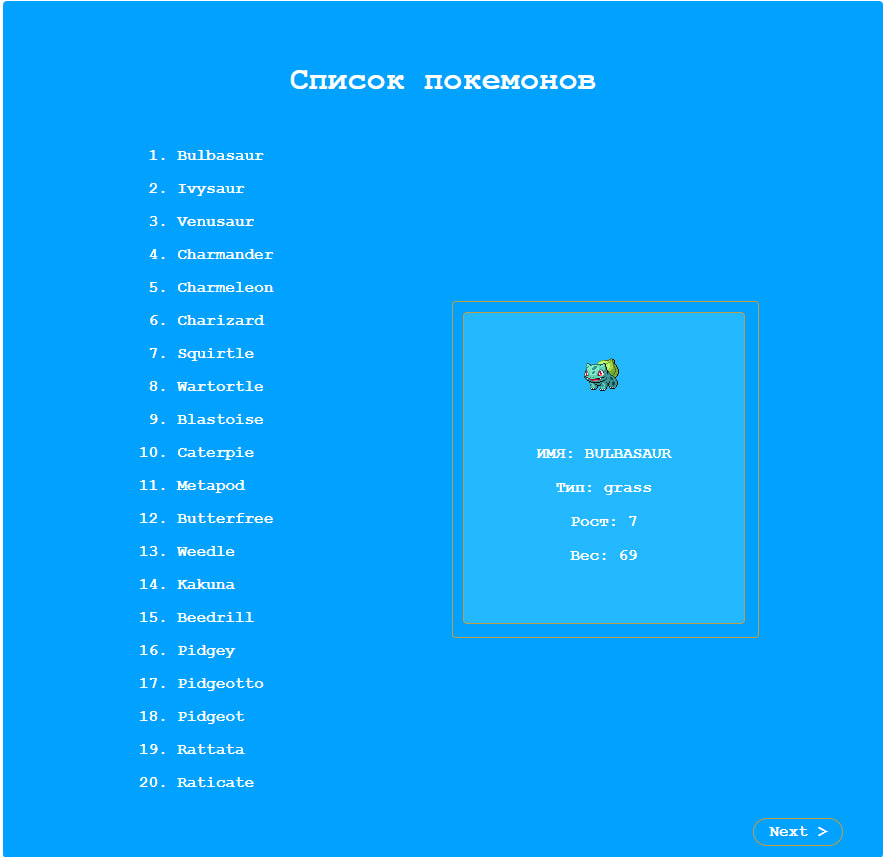 Список покемонов
1. Bulbasaur
2. Ivysaur
3. Venusaur
4. Charmander
5. Charmeleon
6. Charizard
7. Squirtle
8. Wartortle
9. Blastoise
10. Caterpie
11. Metapod
12. Butterfree
13. Weedle
14. Kakuna
15. Beedrill
16. Pidgey
17. Pidgeotto
18. Pidgeot
19. Rattata
20. Raticate
ИМЯ: BULBASAUR
Тип: grass
Рост: 7
Вес: 69
Next >